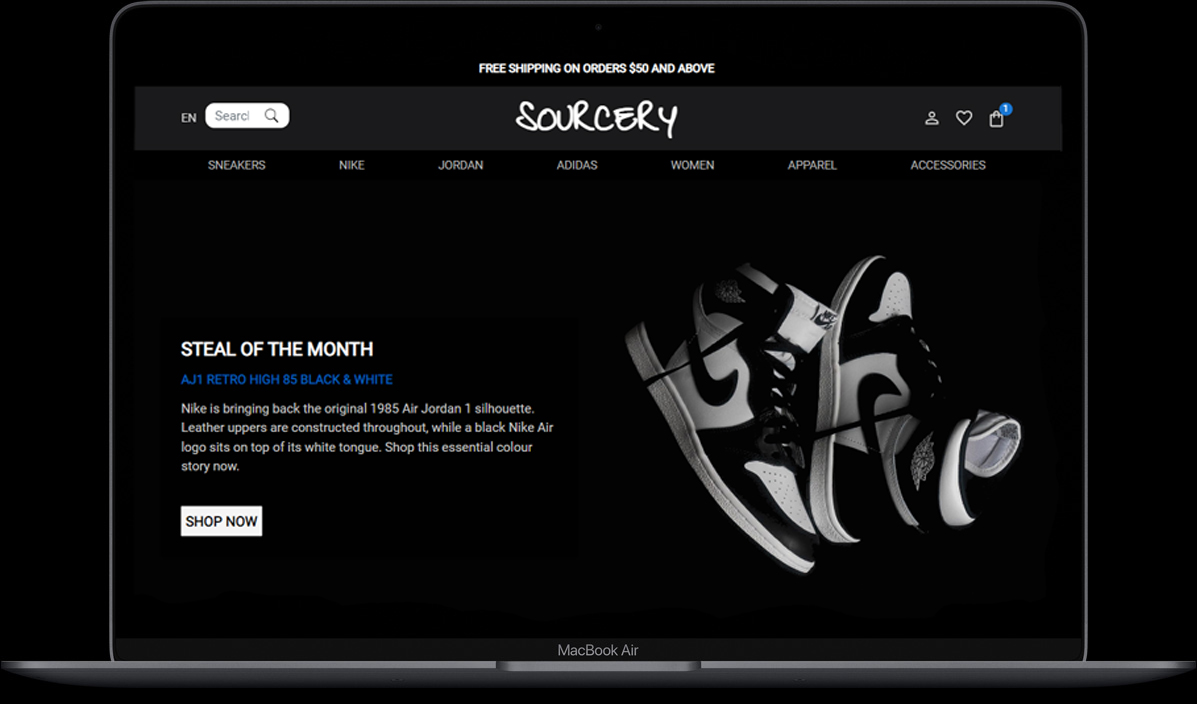 FREE SHIPPING ON ORDERS $50 AND ABOVE
EN
Searcl
SOURCERY
1
SNEAKERS NIKE JORDAN ADIDAS WOMEN APPAREL ACCESSORIES
STEAL OF THE MONTH
AJ1 RETRO HIGH 85 BLACK & WHITE
Nike is bringing back the original 1985 Air Jordan 1 silhouette.
Leather uppers are constructed throughout, while a black Nike Air
logo sits on top of its white tongue. Shop this essential colour
story now.
SHOP NOW
MacBook Air